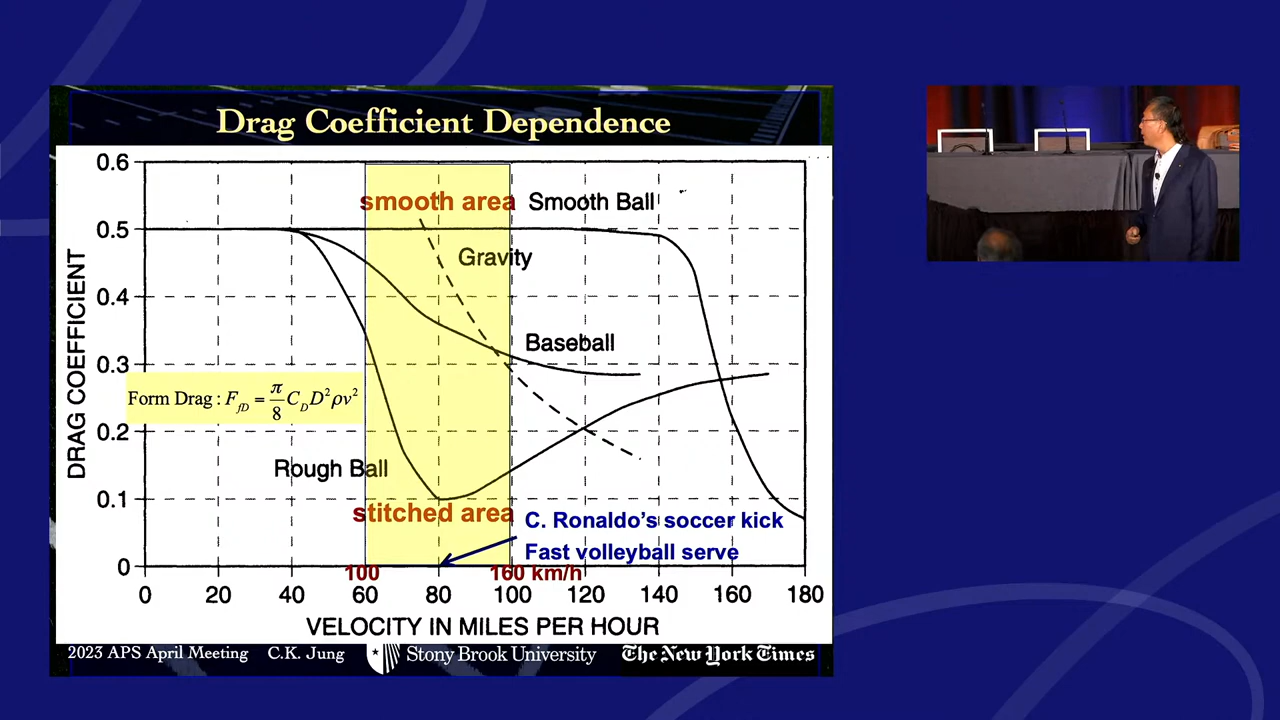 Drag Coefficient Dependence
0.6
smooth area
Smooth Ball
0.5
Gravity
0.4
Baseball
0.3
Form Drag : F_fD = π/8 C_D D² ρv²
0.2
Rough Ball
0.1
stitched area
C. Ronaldo's soccer kick
Fast volleyball serve
0
100
160 km/h
0 20 40 60 80 100 120 140 160 180
DRAG COEFFICIENT
VELOCITY IN MILES PER HOUR
2023 APS April Meeting C.K. Jung Stony Brook University The New York Times